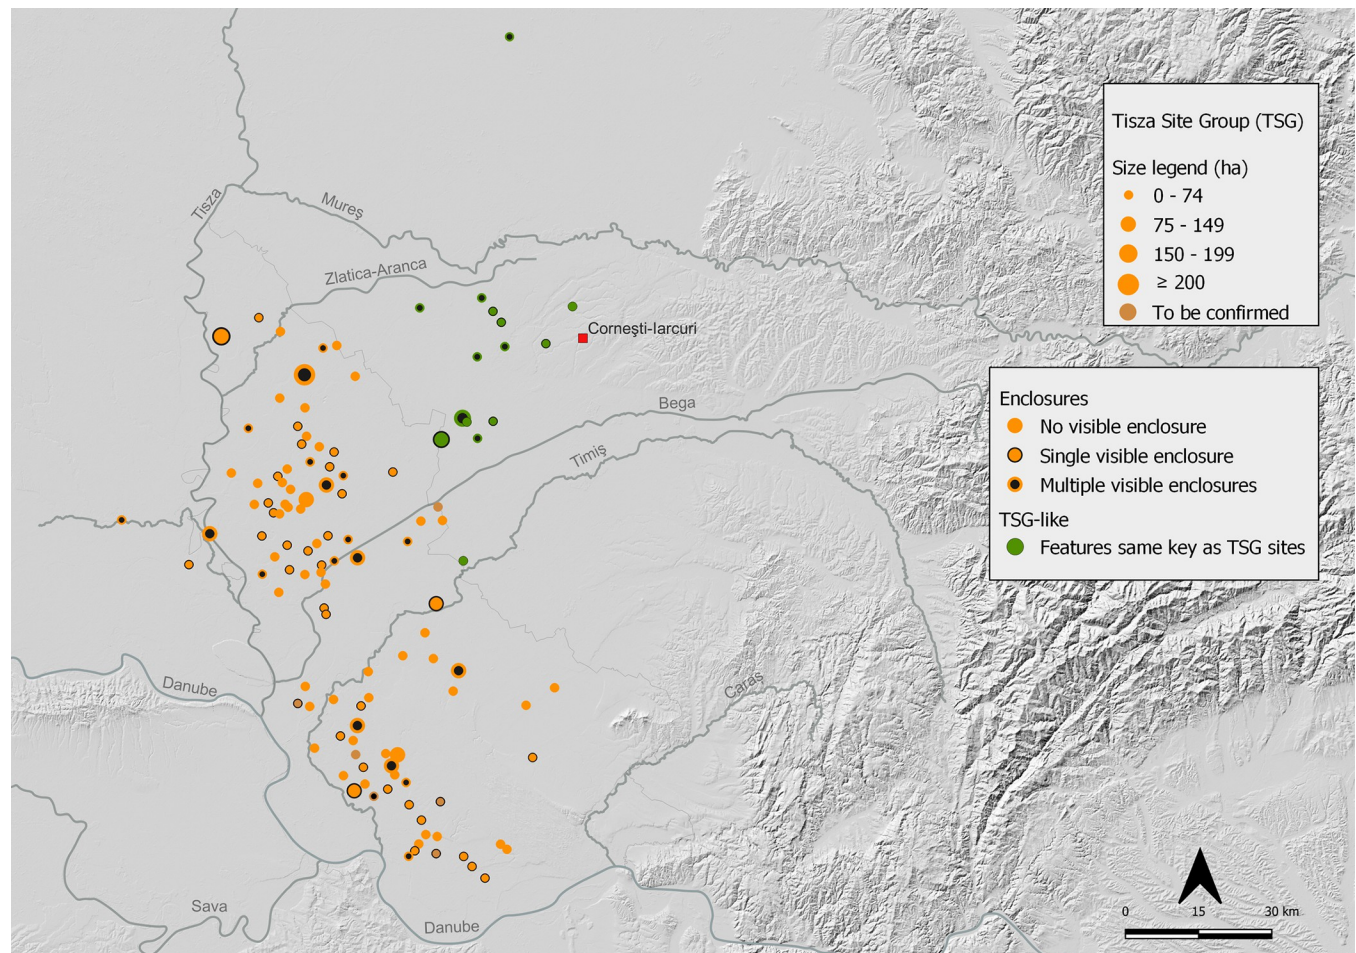 Tisza Site Group (TSG)
Size legend (ha)
0 - 74
75 - 149
150 - 199
≥ 200
To be confirmed
Tisza
Mureş
Zlatica-Aranca
Corneşti-Iarcuri
Bega
Timiş
Enclosures
No visible enclosure
Single visible enclosure
Multiple visible enclosures
TSG-like
Features same key as TSG sites
Danube
Caraş
Sava
Danube
0 15 30 km